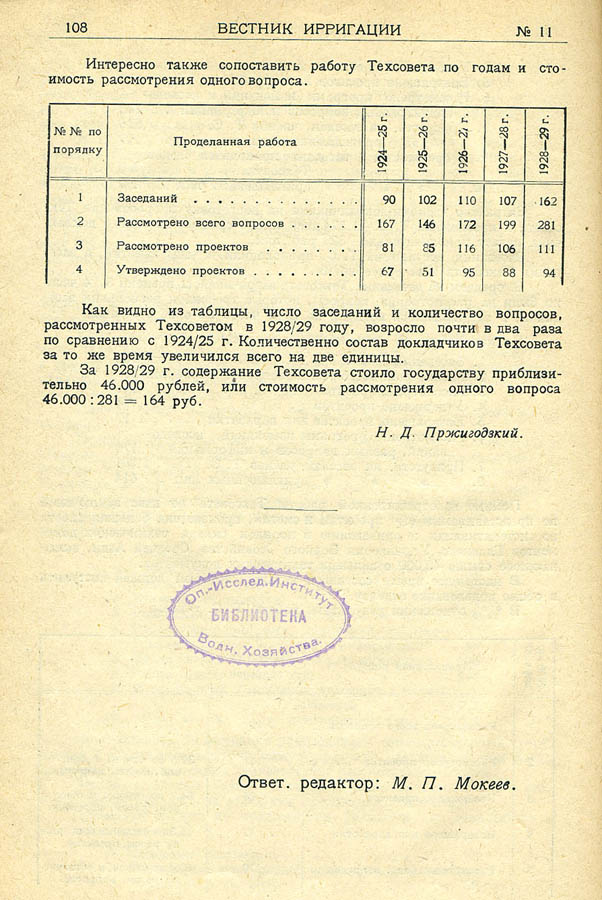 108 ВЕСТНИК ИРРИГАЦИИ № 11
Интересно также сопоставить работу Техсовета по годам и сто-
имость рассмотрения одного вопроса.
№ № по порядку Проделанная работа 1924—25 г. 1925—26 г. 1926—27 г. 1927—28 г. 1928—29 г.
1 Заседаний . . . . . . . . . . . . . . 90 102 110 107 162
2 Рассмотрено всего вопросов . . . . . . 167 146 172 199 281
3 Рассмотрено проектов . . . . . . . . 81 85 116 106 111
4 Утверждено проектов . . . . . . . . . 67 51 95 88 94
Как видно из таблицы, число заседаний и количество вопросов,
рассмотренных Техсоветом в 1928/29 году, возросло почти в два раза
по сравнению с 1924/25 г. Количественно состав докладчиков Техсовета
за то же время увеличился всего на две единицы.
За 1928/29 г. содержание Техсовета стоило государству приблизи-
тельно 46.000 рублей, или стоимость рассмотрения одного вопроса
46.000 : 281 = 164 руб.
Н. Д. Пржигодзкий.
Оп.-Исслед. Институт
БИБЛИОТЕКА
Водн. Хозяйства.
Ответ. редактор: М. П. Мокеев.